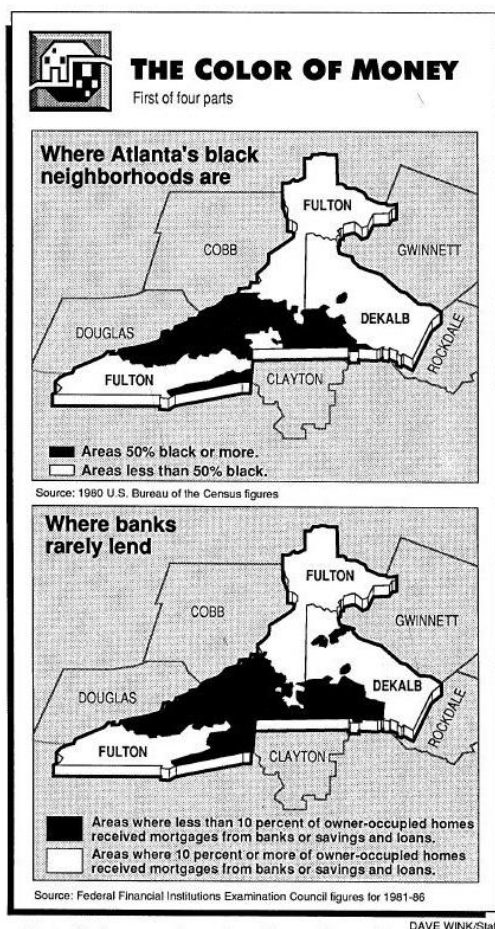 THE COLOR OF MONEY
First of four parts
Where Atlanta's black
neighborhoods are
FULTON
COBB
GWINNETT
DEKALB
DOUGLAS
ROCKDALE
FULTON
CLAYTON
Areas 50% black or more.
Areas less than 50% black.
Source: 1980 U.S. Bureau of the Census figures
Where banks
rarely lend
FULTON
COBB
GWINNETT
DOUGLAS
DEKALB
ROCKDALE
FULTON
CLAYTON
Areas where less than 10 percent of owner-occupied homes
received mortgages from banks or savings and loans.
Areas where 10 percent or more of owner-occupied homes
received mortgages from banks or savings and loans.
Source: Federal Financial Institutions Examination Council figures for 1981-86
DAVE WINK/Staff